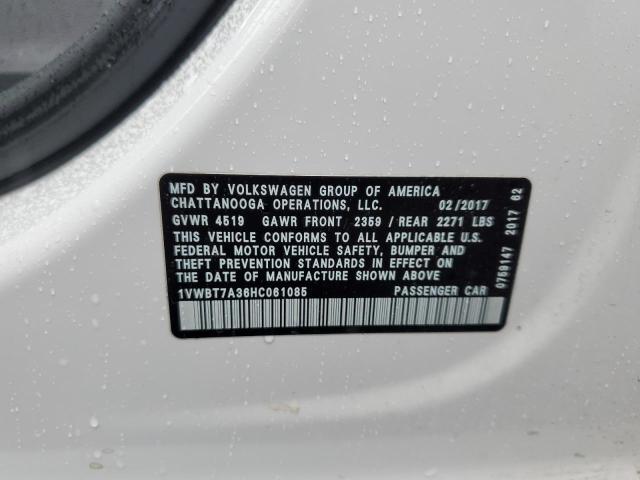 MFD BY VOLKSWAGEN GROUP OF AMERICA
CHATTANOOGA OPERATIONS, LLC. 02/2017
GVWR 4519 GAWR FRONT 2359 / REAR 2271 LBS
THIS VEHICLE CONFORMS TO ALL APPLICABLE U.S.
FEDERAL MOTOR VEHICLE SAFETY, BUMPER AND
THEFT PREVENTION STANDARDS IN EFFECT ON
THE DATE OF MANUFACTURE SHOWN ABOVE
1VWBT7A36HC061085 PASSENGER CAR
0759147 2017 62